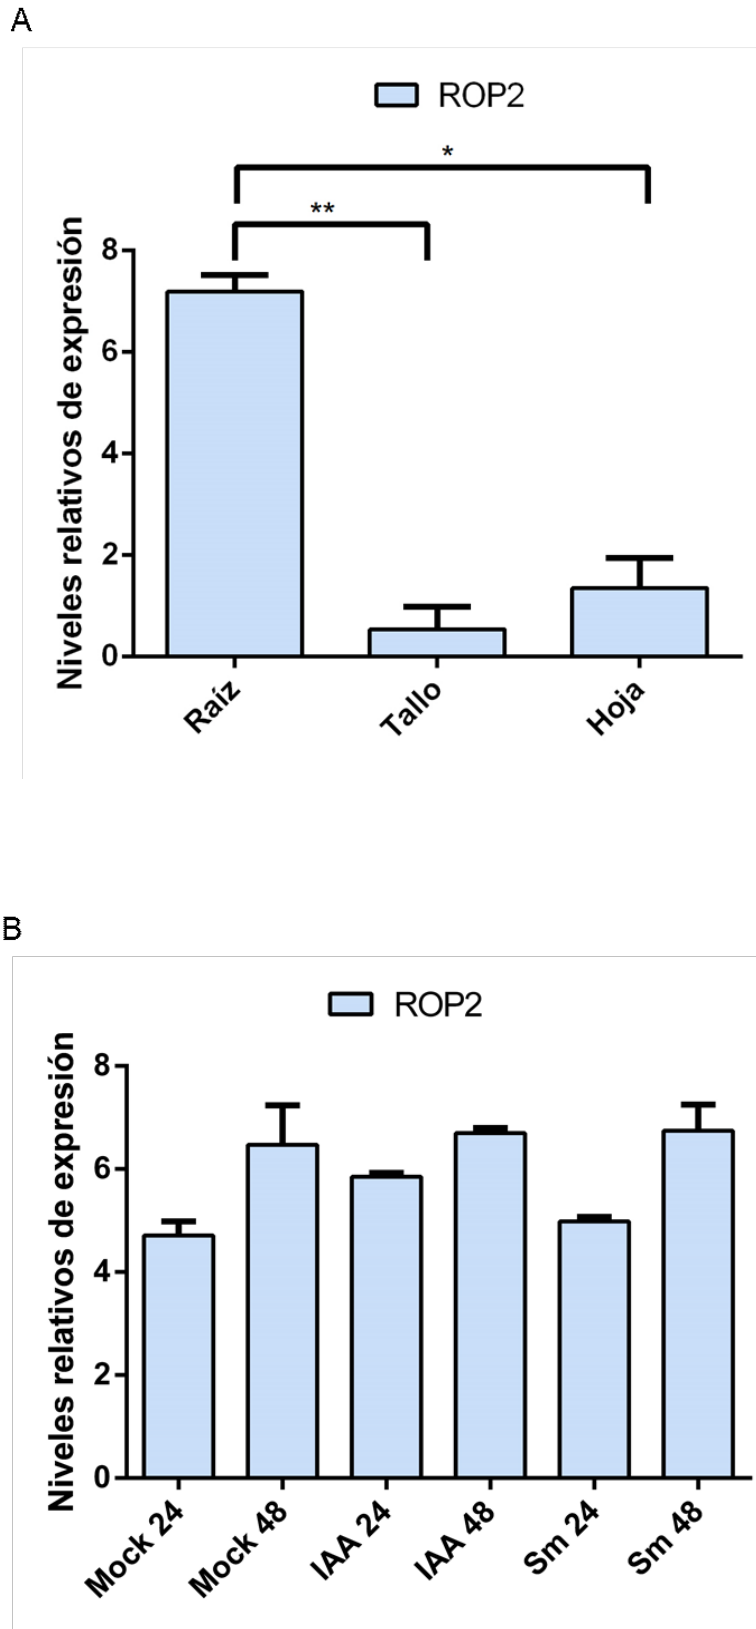 A
ROP2
*
**
Niveles relativos de expresión
8
6
4
2
0
Raíz
Tallo
Hoja
B
ROP2
Niveles relativos de expresión
8
6
4
2
0
Mock 24
Mock 48
IAA 24
IAA 48
Sm 24
Sm 48